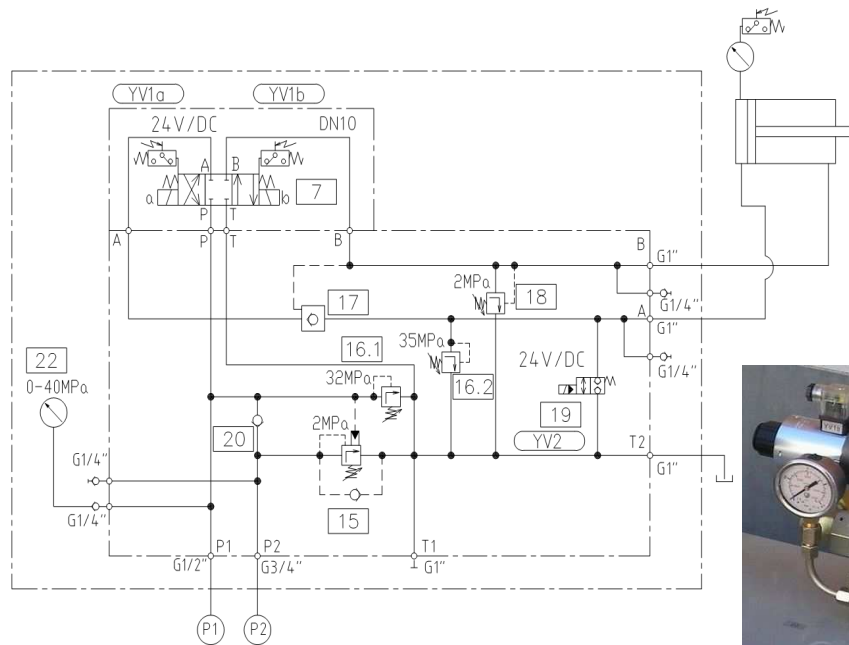 YV1a YV1b
24V/DC DN10
A B
a b 7
P T
A P T B
B G1"
2MPa 18
G1/4"
17
A G1"
35MPa
16.1
22 24V/DC
0-40MPa 32MPa 16.2
G1/4"
2MPa 19
20 YV2
T2
G1/4" G1"
15
G1/4"
P1 P2 T1
G1/2" G3/4" G1"
P1 P2